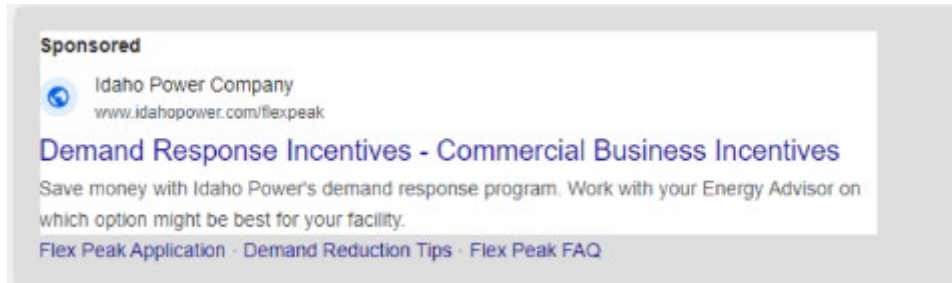 Sponsored
Idaho Power Company
www.idahopower.com/flexpeak
Demand Response Incentives - Commercial Business Incentives
Save money with Idaho Power's demand response program. Work with your Energy Advisor on
which option might be best for your facility.
Flex Peak Application · Demand Reduction Tips · Flex Peak FAQ